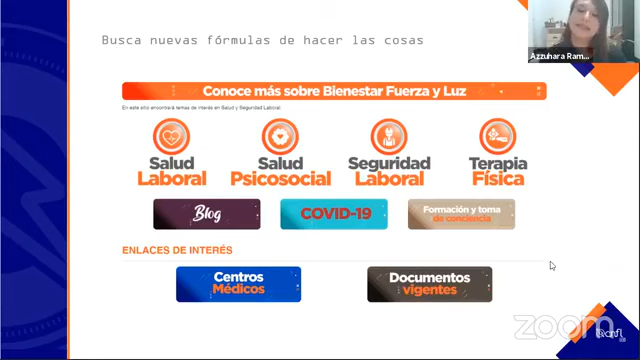 Busca nuevas fórmulas de hacer las cosas
Azzuhara Ram...
Conoce más sobre Bienestar Fuerza y Luz
En este sitio encontrará temas de interés en Salud y Seguridad Laboral.
Salud
Laboral
Salud
Psicosocial
Seguridad
Laboral
Terapia
Física
Blog
COVID-19
Formación y toma
de conciencia
ENLACES DE INTERÉS
Centros
Médicos
Documentos
vigentes
zoom